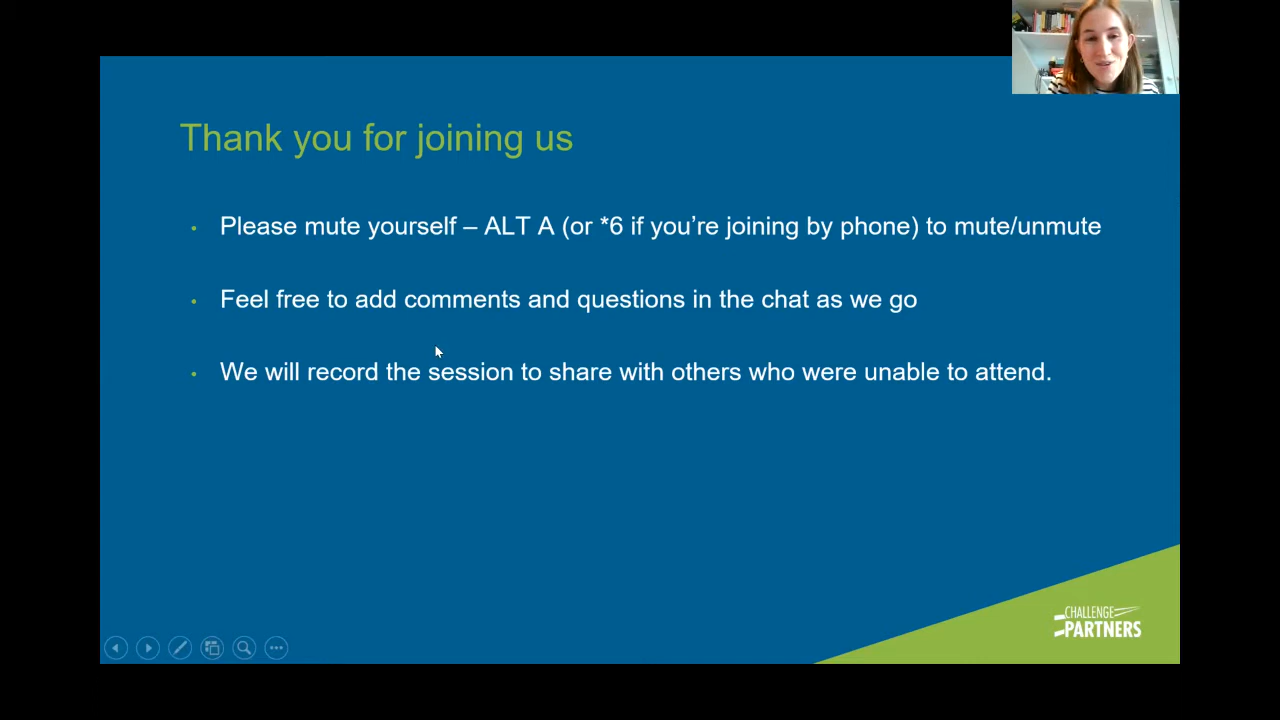 Thank you for joining us
Please mute yourself – ALT A (or *6 if you’re joining by phone) to mute/unmute
Feel free to add comments and questions in the chat as we go
We will record the session to share with others who were unable to attend.
CHALLENGE
PARTNERS